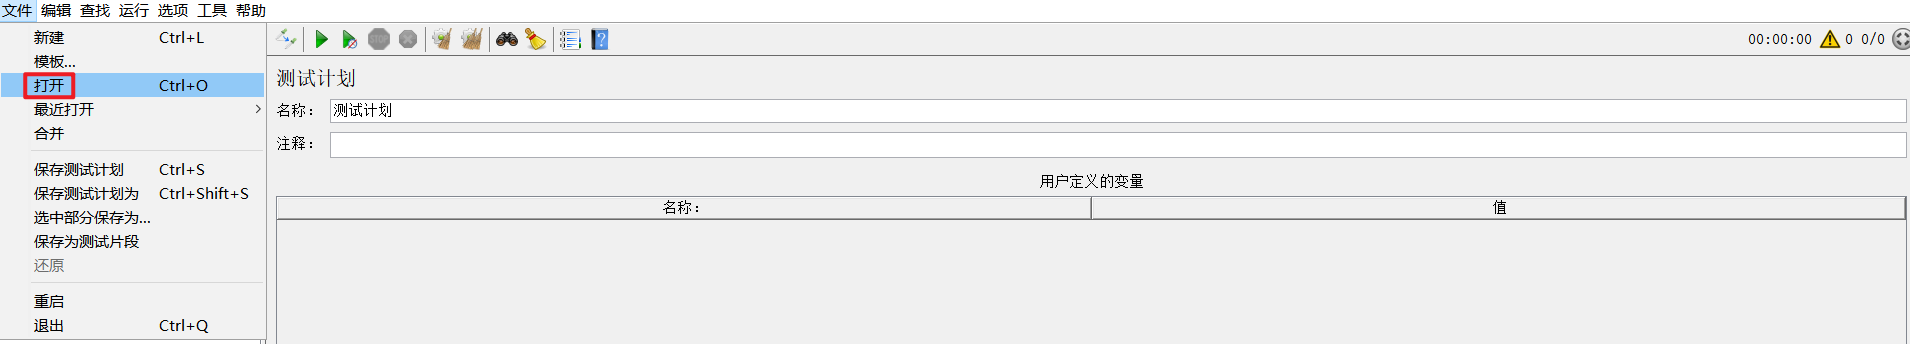 文件 编辑 查找 运行 选项 工具 帮助
新建 Ctrl+L
模板...
打开 Ctrl+O
最近打开
合并
保存测试计划 Ctrl+S
保存测试计划为 Ctrl+Shift+S
选中部分保存为...
保存为测试片段
还原
重启
退出 Ctrl+Q
STOP
00:00:00 0 0/0
测试计划
名称： 测试计划
注释：
用户定义的变量
名称： 值